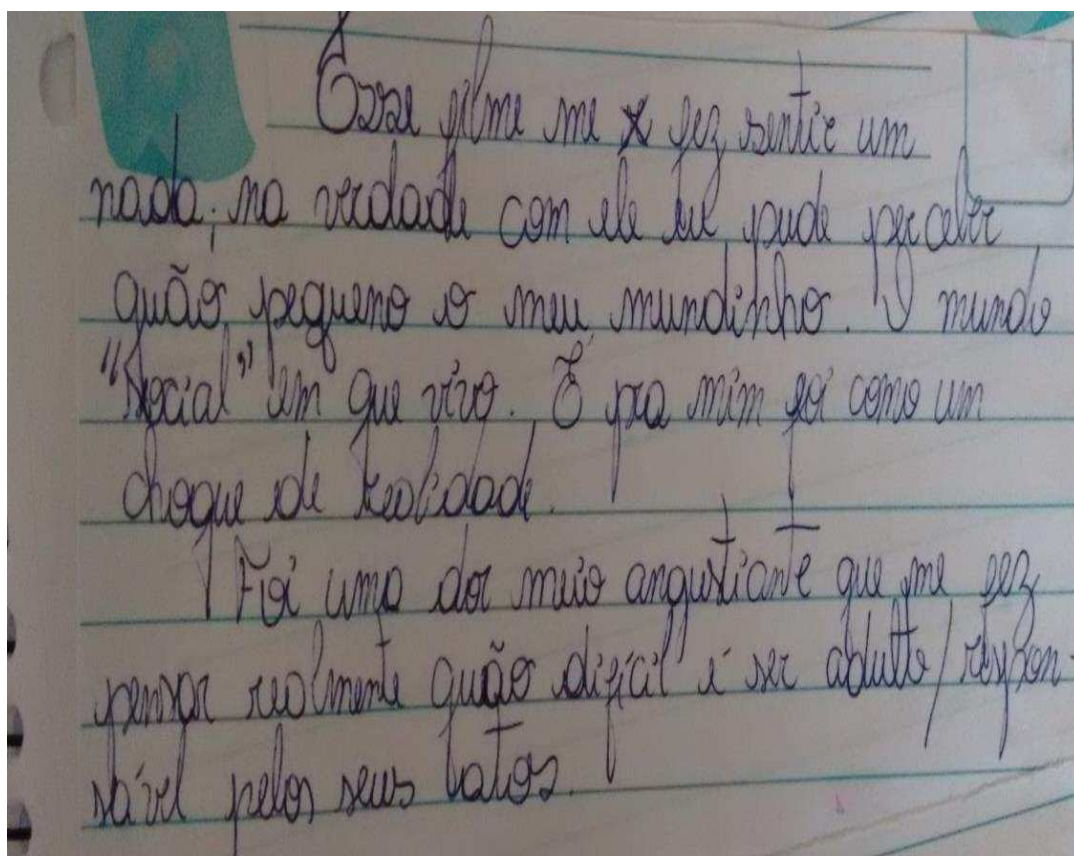 Esse filme me fez sentir um
nada; na verdade com ele eu pude perceber
quão pequeno o meu mundinho. O mundo
"social" em que vivo. E pra mim foi como um
choque de realidade.
Foi uma dor meio angustiante que me fez
pensar realmente quão difícil é ser adulto/respon-
sável pelos seus atos.